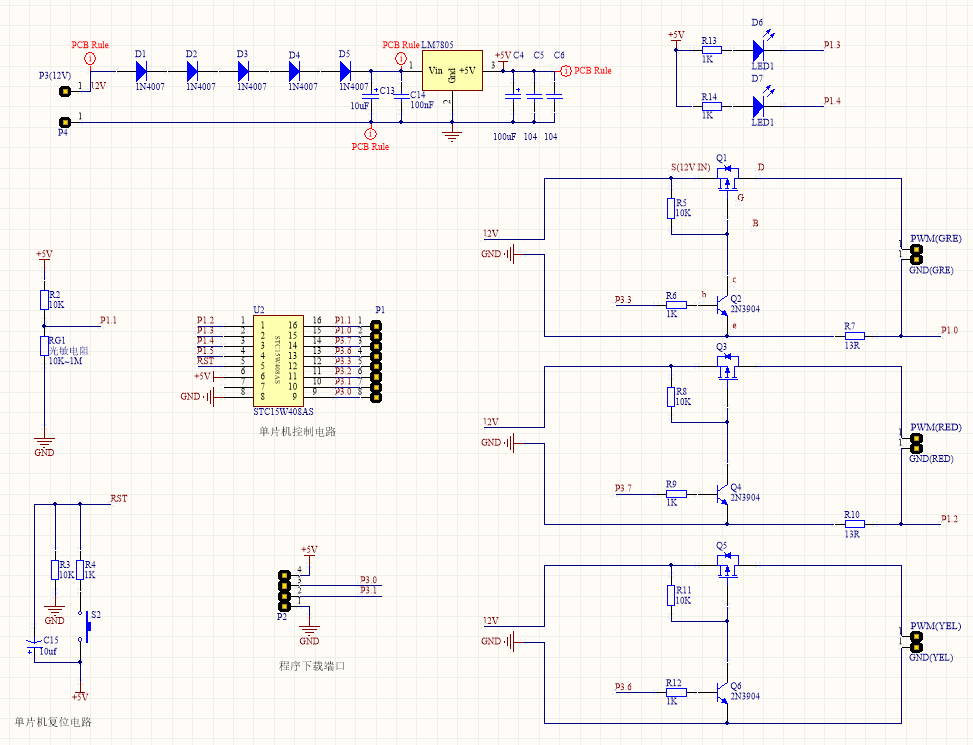 PCB Rule
1
D1
D2
D3
D4
D5
PCB Rule
1
LM7805
P3(12V)
1
12V
1N4007
1N4007
1N4007
1N4007
1N4007
1
Vin
Gnd
+5V
3
2
+5V
C4
C5
C6
1
PCB Rule
C13
10uF
C14
100nF
100uF
104
104
1
P4
1
PCB Rule
+5V
R13
1K
D6
LED1
P1.3
R14
1K
D7
LED1
P1.4
S(12V IN)
Q1
D
G
B
R5
10K
12V
GND
P3.3
R6
1K
b
c
e
Q2
2N3904
R7
13R
P1.0
1
1
PWM(GRE)
GND(GRE)
Q3
R8
10K
12V
GND
P3.7
R9
1K
Q4
2N3904
R10
13R
P1.2
1
1
PWM(RED)
GND(RED)
Q5
R11
10K
12V
GND
P3.6
R12
1K
Q6
2N3904
1
1
PWM(YEL)
GND(YEL)
+5V
R2
10K
P1.1
RG1
光敏电阻
10K~1M
GND
U2
P1
P1.2 1 1 16 16 P1.1 1
P1.3 2 2 15 15 P1.0 2
P1.4 3 3 14 14 P3.7 3
P1.5 4 4 13 13 P3.6 4
RST 5 5 12 12 P3.3 5
+5V 6 6 11 11 P3.2 6
7 7 10 10 P3.1 7
GND 8 8 9 9 P3.0 8
STC15W408AS
STC15W408AS
单片机控制电路
RST
R3
10K
R4
1K
GND
S2
C15
10uf
+5V
单片机复位电路
+5V
4
3
P3.0
2
P3.1
1
P2
GND
程序下载端口